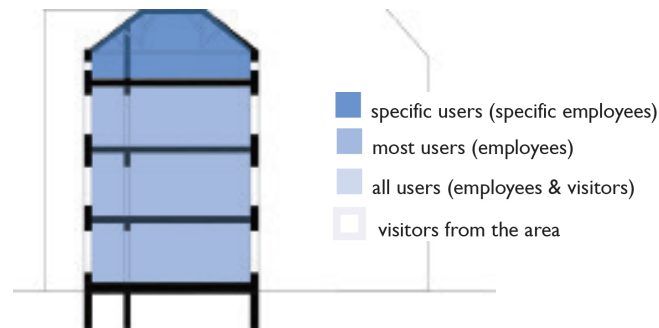 specific users (specific employees)
most users (employees)
all users (employees & visitors)
visitors from the area